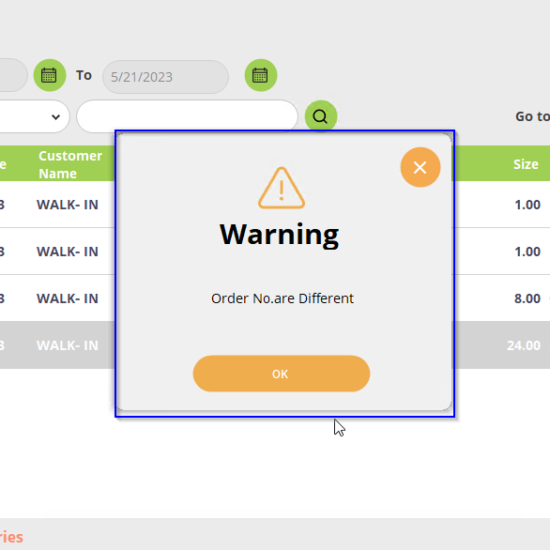 To 5/21/2023
Go to
e Customer Name Size
3 WALK- IN 1.00
3 WALK- IN 1.00
3 WALK- IN 8.00
3 WALK- IN 24.00
Warning
Order No.are Different
OK
ries